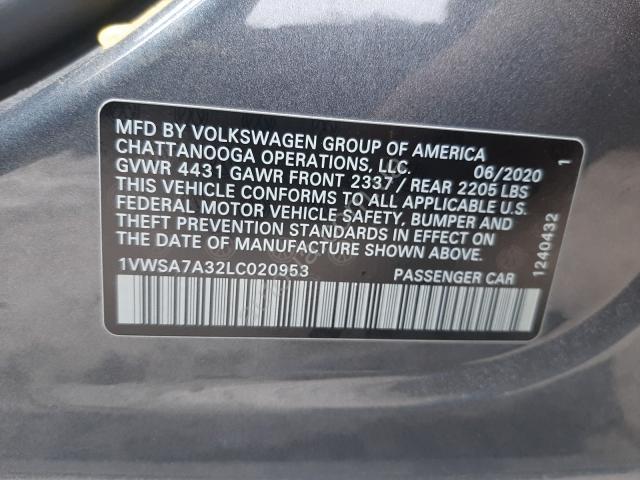 MFD BY VOLKSWAGEN GROUP OF AMERICA
CHATTANOOGA OPERATIONS, LLC. 06/2020 1
GVWR 4431 GAWR FRONT 2337 / REAR 2205 LBS
THIS VEHICLE CONFORMS TO ALL APPLICABLE U.S.
FEDERAL MOTOR VEHICLE SAFETY, BUMPER AND
THEFT PREVENTION STANDARDS IN EFFECT ON
THE DATE OF MANUFACTURE SHOWN ABOVE.
1VWSA7A32LC020953 PASSENGER CAR
1240432